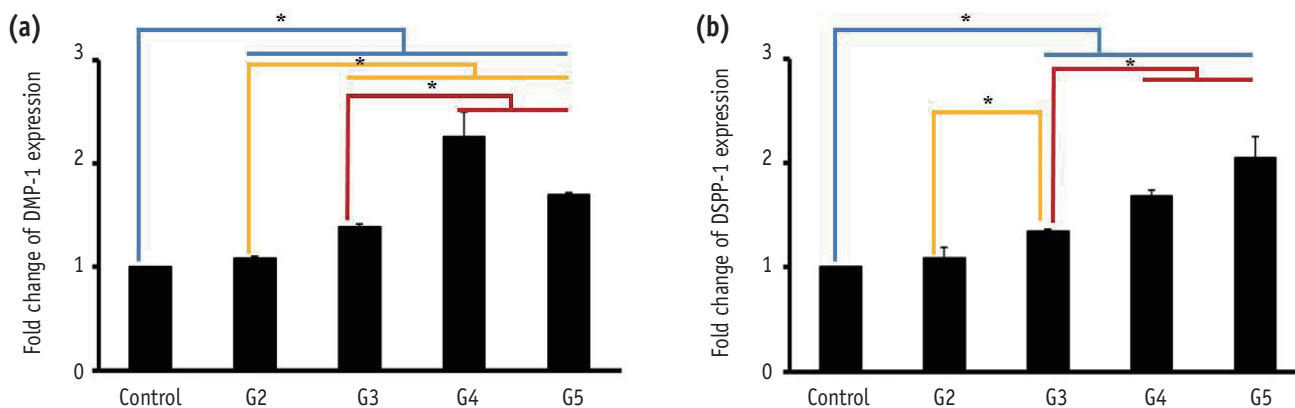 (a)
*
3
*
*
2
1
0
Fold change of DMP-1 expression
Control G2 G3 G4 G5
(b)
*
3
*
*
2
1
0
Fold change of DSPP-1 expression
Control G2 G3 G4 G5